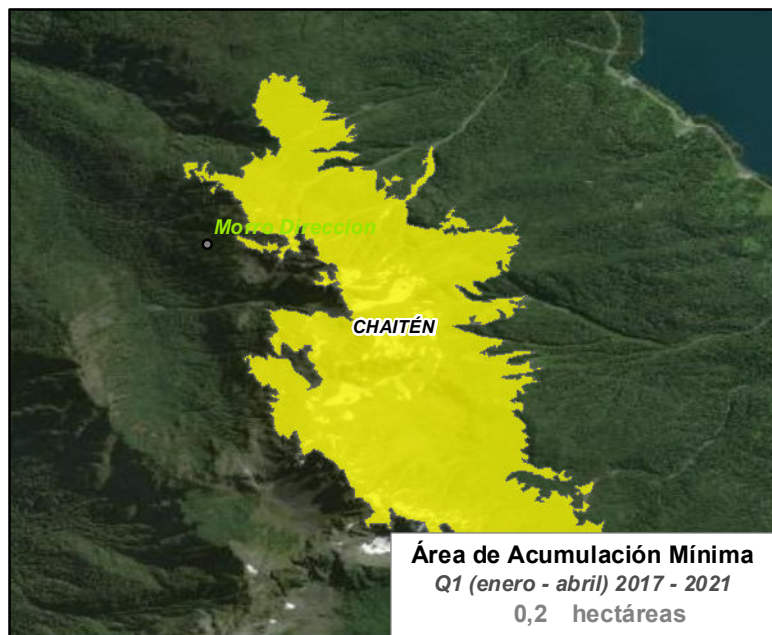 Morro Direccion
CHAITÉN
Área de Acumulación Mínima
Q1 (enero - abril) 2017 - 2021
0,2 hectáreas